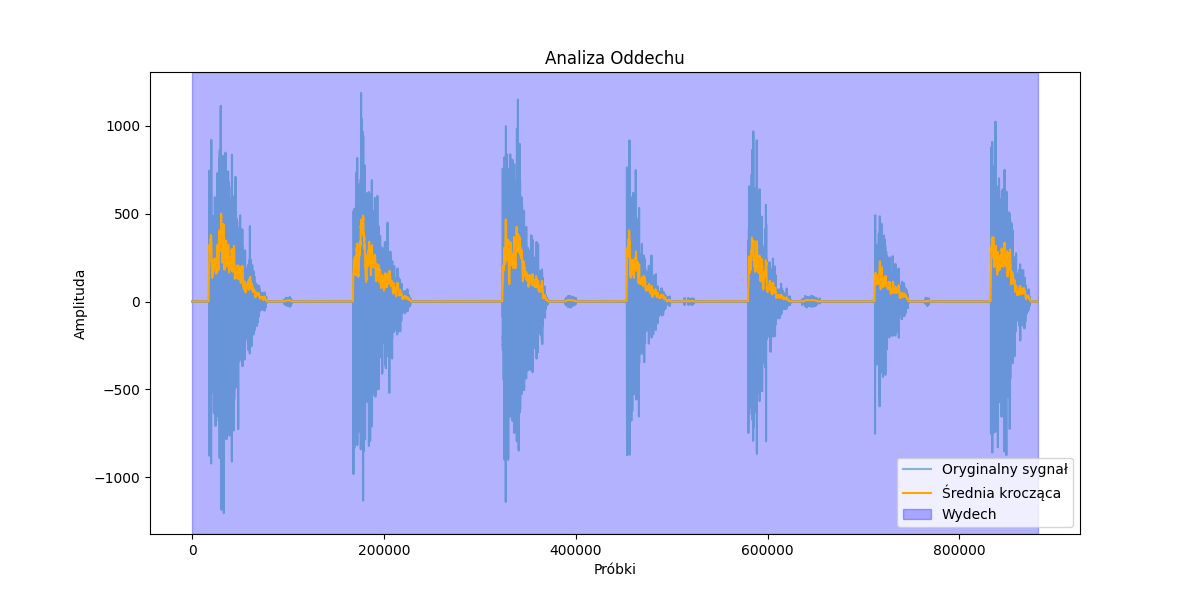 Analiza Oddechu
Amplituda
1000
500
0
−500
−1000
0 200000 400000 600000 800000
Próbki
Oryginalny sygnał
Średnia krocząca
Wydech